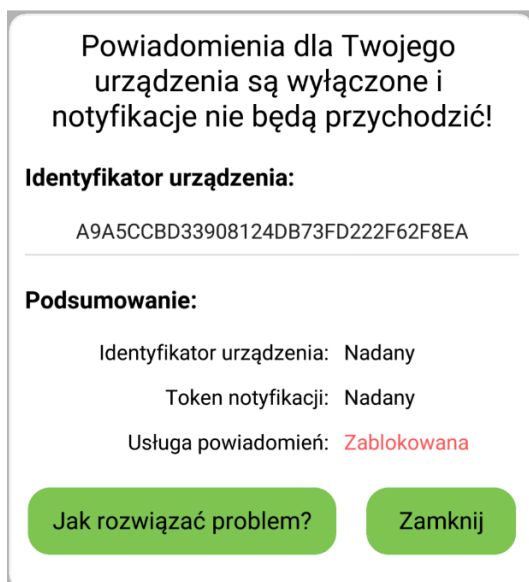 Powiadomienia dla Twojego
urządzenia są wyłączone i
notyfikacje nie będą przychodzić!
Identyfikator urządzenia:
A9A5CCBD33908124DB73FD222F62F8EA
Podsumowanie:
Identyfikator urządzenia: Nadany
Token notyfikacji: Nadany
Usługa powiadomień: Zablokowana
Jak rozwiązać problem? Zamknij